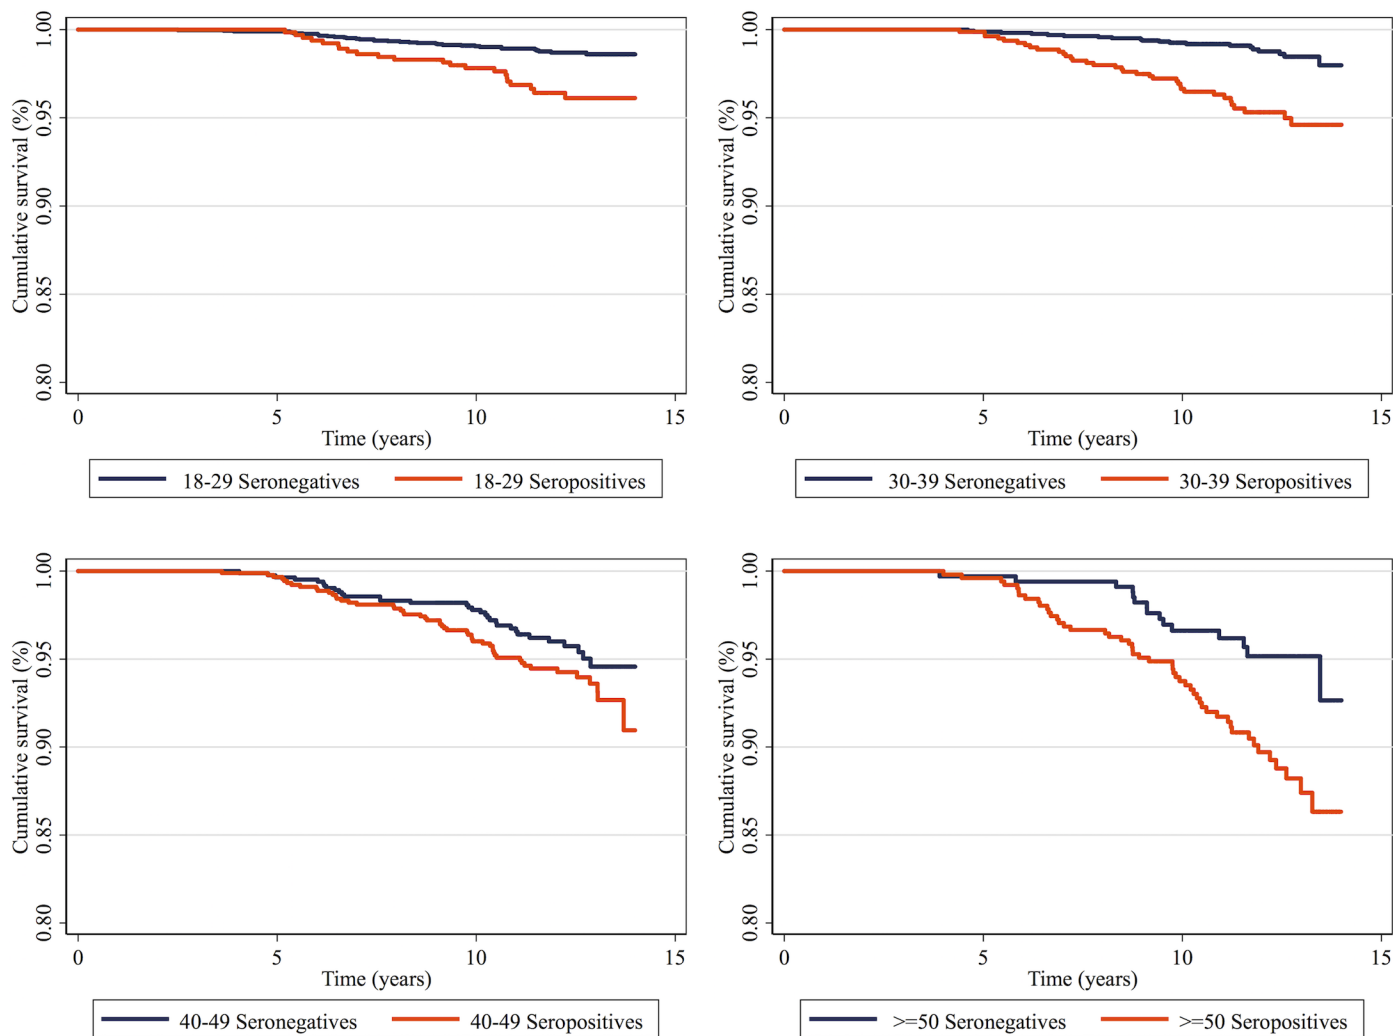 Cumulative survival (%)
1.00
0.95
0.90
0.85
0.80
0 5 10 15
Time (years)
18-29 Seronegatives 18-29 Seropositives
Cumulative survival (%)
1.00
0.95
0.90
0.85
0.80
0 5 10 15
Time (years)
30-39 Seronegatives 30-39 Seropositives
Cumulative survival (%)
1.00
0.95
0.90
0.85
0.80
0 5 10 15
Time (years)
40-49 Seronegatives 40-49 Seropositives
Cumulative survival (%)
1.00
0.95
0.90
0.85
0.80
0 5 10 15
Time (years)
>=50 Seronegatives >=50 Seropositives